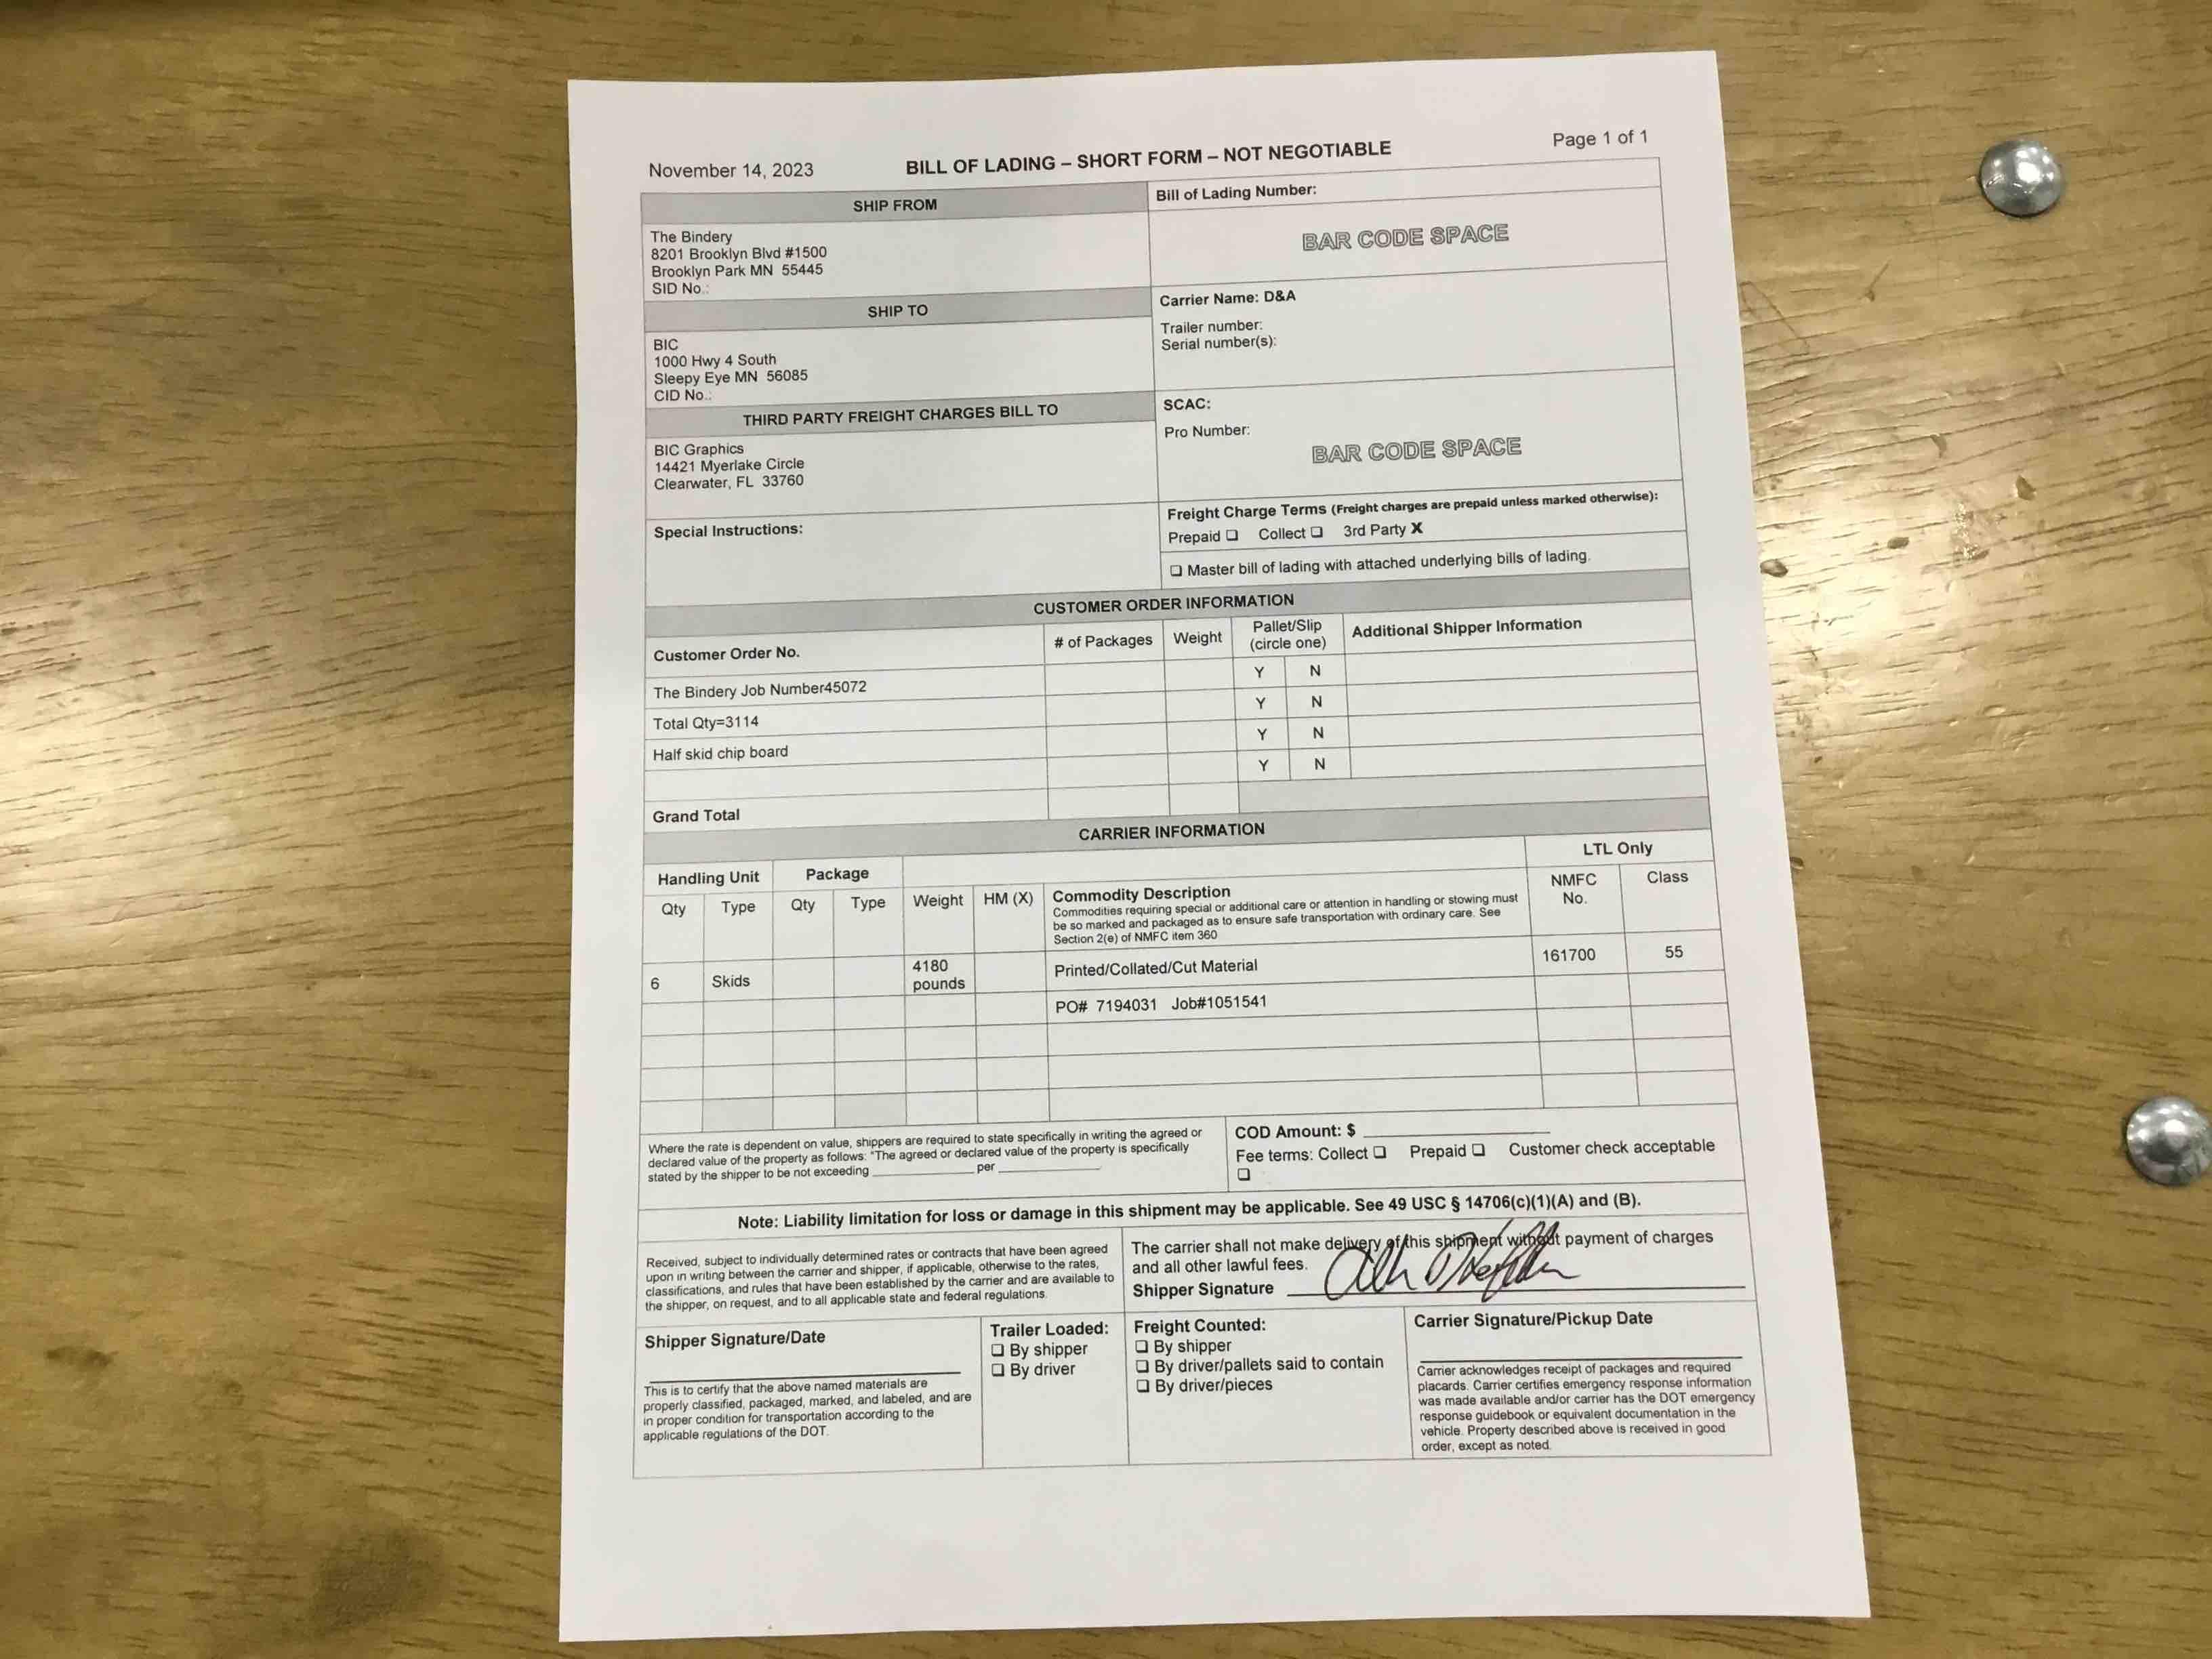 November 14, 2023
BILL OF LADING – SHORT FORM – NOT NEGOTIABLE
Page 1 of 1
SHIP FROM
The Bindery
8201 Brooklyn Blvd #1500
Brooklyn Park MN 55445
SID No.:
Bill of Lading Number:
BAR CODE SPACE
SHIP TO
BIC
1000 Hwy 4 South
Sleepy Eye MN 56085
CID No.:
Carrier Name: D&A
Trailer number:
Serial number(s):
THIRD PARTY FREIGHT CHARGES BILL TO
BIC Graphics
14421 Myerlake Circle
Clearwater, FL 33760
SCAC:
Pro Number:
BAR CODE SPACE
Special Instructions:
Freight Charge Terms (Freight charges are prepaid unless marked otherwise):
Prepaid ❑ Collect ❑ 3rd Party X
❑ Master bill of lading with attached underlying bills of lading.
CUSTOMER ORDER INFORMATION
Customer Order No.
# of Packages
Weight
Pallet/Slip
(circle one)
Additional Shipper Information
The Bindery Job Number45072
Y N
Total Qty=3114
Y N
Half skid chip board
Y N
Y N
Grand Total
CARRIER INFORMATION
Handling Unit
Package
LTL Only
Qty
Type
Qty
Type
Weight
HM (X)
Commodity Description
Commodities requiring special or additional care or attention in handling or stowing must
be so marked and packaged as to ensure safe transportation with ordinary care. See
Section 2(e) of NMFC item 360
NMFC
No.
Class
6
Skids
4180
pounds
Printed/Collated/Cut Material
161700
55
PO# 7194031 Job#1051541
Where the rate is dependent on value, shippers are required to state specifically in writing the agreed or
declared value of the property as follows: "The agreed or declared value of the property is specifically
stated by the shipper to be not exceeding ____________ per ____________.
COD Amount: $ ____________
Fee terms: Collect ❑ Prepaid ❑ Customer check acceptable
❑
Note: Liability limitation for loss or damage in this shipment may be applicable. See 49 USC § 14706(c)(1)(A) and (B).
Received, subject to individually determined rates or contracts that have been agreed
upon in writing between the carrier and shipper, if applicable, otherwise to the rates,
classifications, and rules that have been established by the carrier and are available to
the shipper, on request, and to all applicable state and federal regulations.
The carrier shall not make delivery of this shipment without payment of charges
and all other lawful fees.
Shipper Signature
Shipper Signature/Date
This is to certify that the above named materials are
properly classified, packaged, marked, and labeled, and are
in proper condition for transportation according to the
applicable regulations of the DOT.
Trailer Loaded:
❑ By shipper
❑ By driver
Freight Counted:
❑ By shipper
❑ By driver/pallets said to contain
❑ By driver/pieces
Carrier Signature/Pickup Date
Carrier acknowledges receipt of packages and required
placards. Carrier certifies emergency response information
was made available and/or carrier has the DOT emergency
response guidebook or equivalent documentation in the
vehicle. Property described above is received in good
order, except as noted.